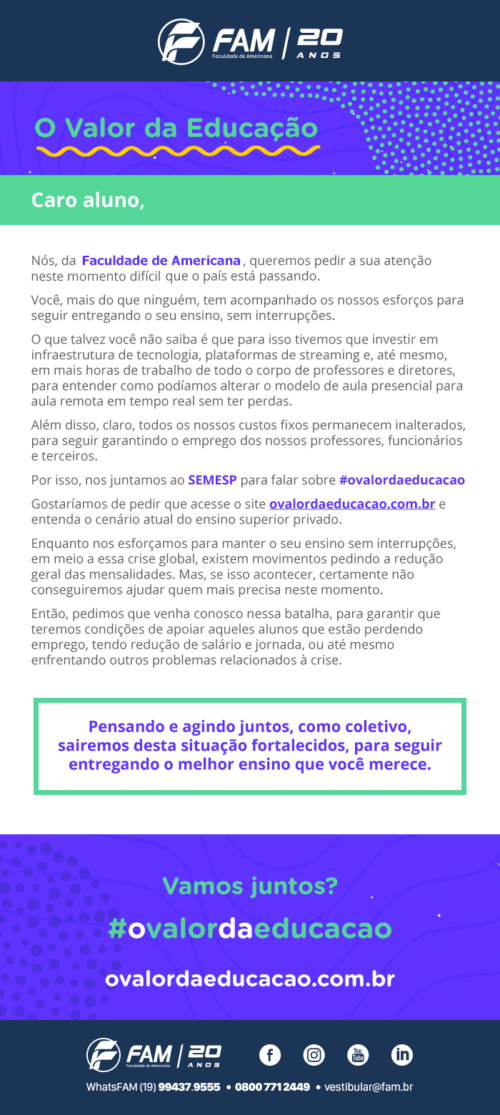 FAM | 20
Faculdade de Americana
ANOS
O Valor da Educação
Caro aluno,
Nós, da Faculdade de Americana, queremos pedir a sua atenção
neste momento difícil que o país está passando.
Você, mais do que ninguém, tem acompanhado os nossos esforços para
seguir entregando o seu ensino, sem interrupções.
O que talvez você não saiba é que para isso tivemos que investir em
infraestrutura de tecnologia, plataformas de streaming e, até mesmo,
em mais horas de trabalho de todo o corpo de professores e diretores,
para entender como podíamos alterar o modelo de aula presencial para
aula remota em tempo real sem ter perdas.
Além disso, claro, todos os nossos custos fixos permanecem inalterados,
para seguir garantindo o emprego dos nossos professores, funcionários
e terceiros.
Por isso, nos juntamos ao SEMESP para falar sobre #ovalordaeducacao
Gostaríamos de pedir que acesse o site ovalordaeducacao.com.br e
entenda o cenário atual do ensino superior privado.
Enquanto nos esforçamos para manter o seu ensino sem interrupções,
em meio a essa crise global, existem movimentos pedindo a redução
geral das mensalidades. Mas, se isso acontecer, certamente não
conseguiremos ajudar quem mais precisa neste momento.
Então, pedimos que venha conosco nessa batalha, para garantir que
teremos condições de apoiar aqueles alunos que estão perdendo
emprego, tendo redução de salário e jornada, ou até mesmo
enfrentando outros problemas relacionados à crise.
Pensando e agindo juntos, como coletivo,
sairemos desta situação fortalecidos, para seguir
entregando o melhor ensino que você merece.
Vamos juntos?
#ovalordaeducacao
ovalordaeducacao.com.br
FAM | 20
Faculdade de Americana
ANOS
You Tube
in
WhatsFAM (19) 99437.9555 • 0800 771 2449 • vestibular@fam.br